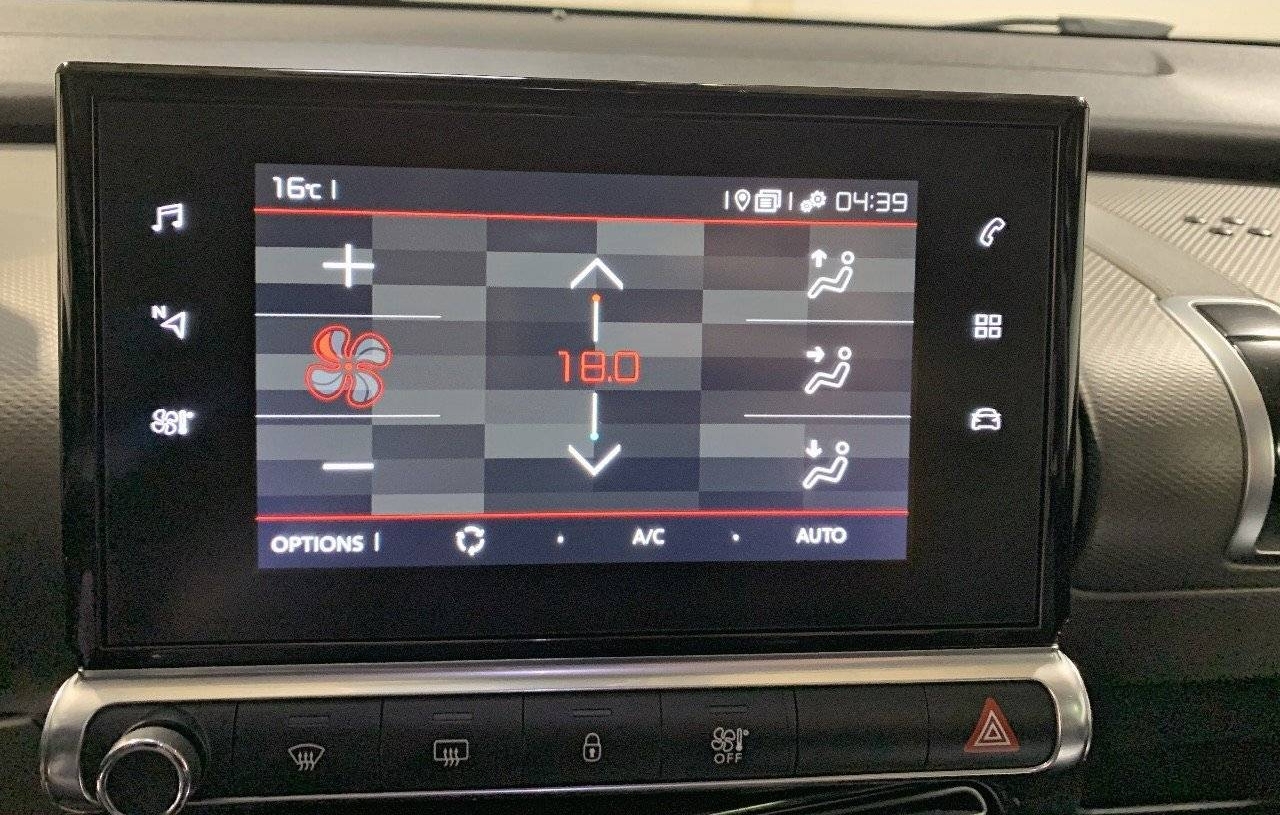 16°C
04:39
N
18.0
OPTIONS
A/C
AUTO
OFF